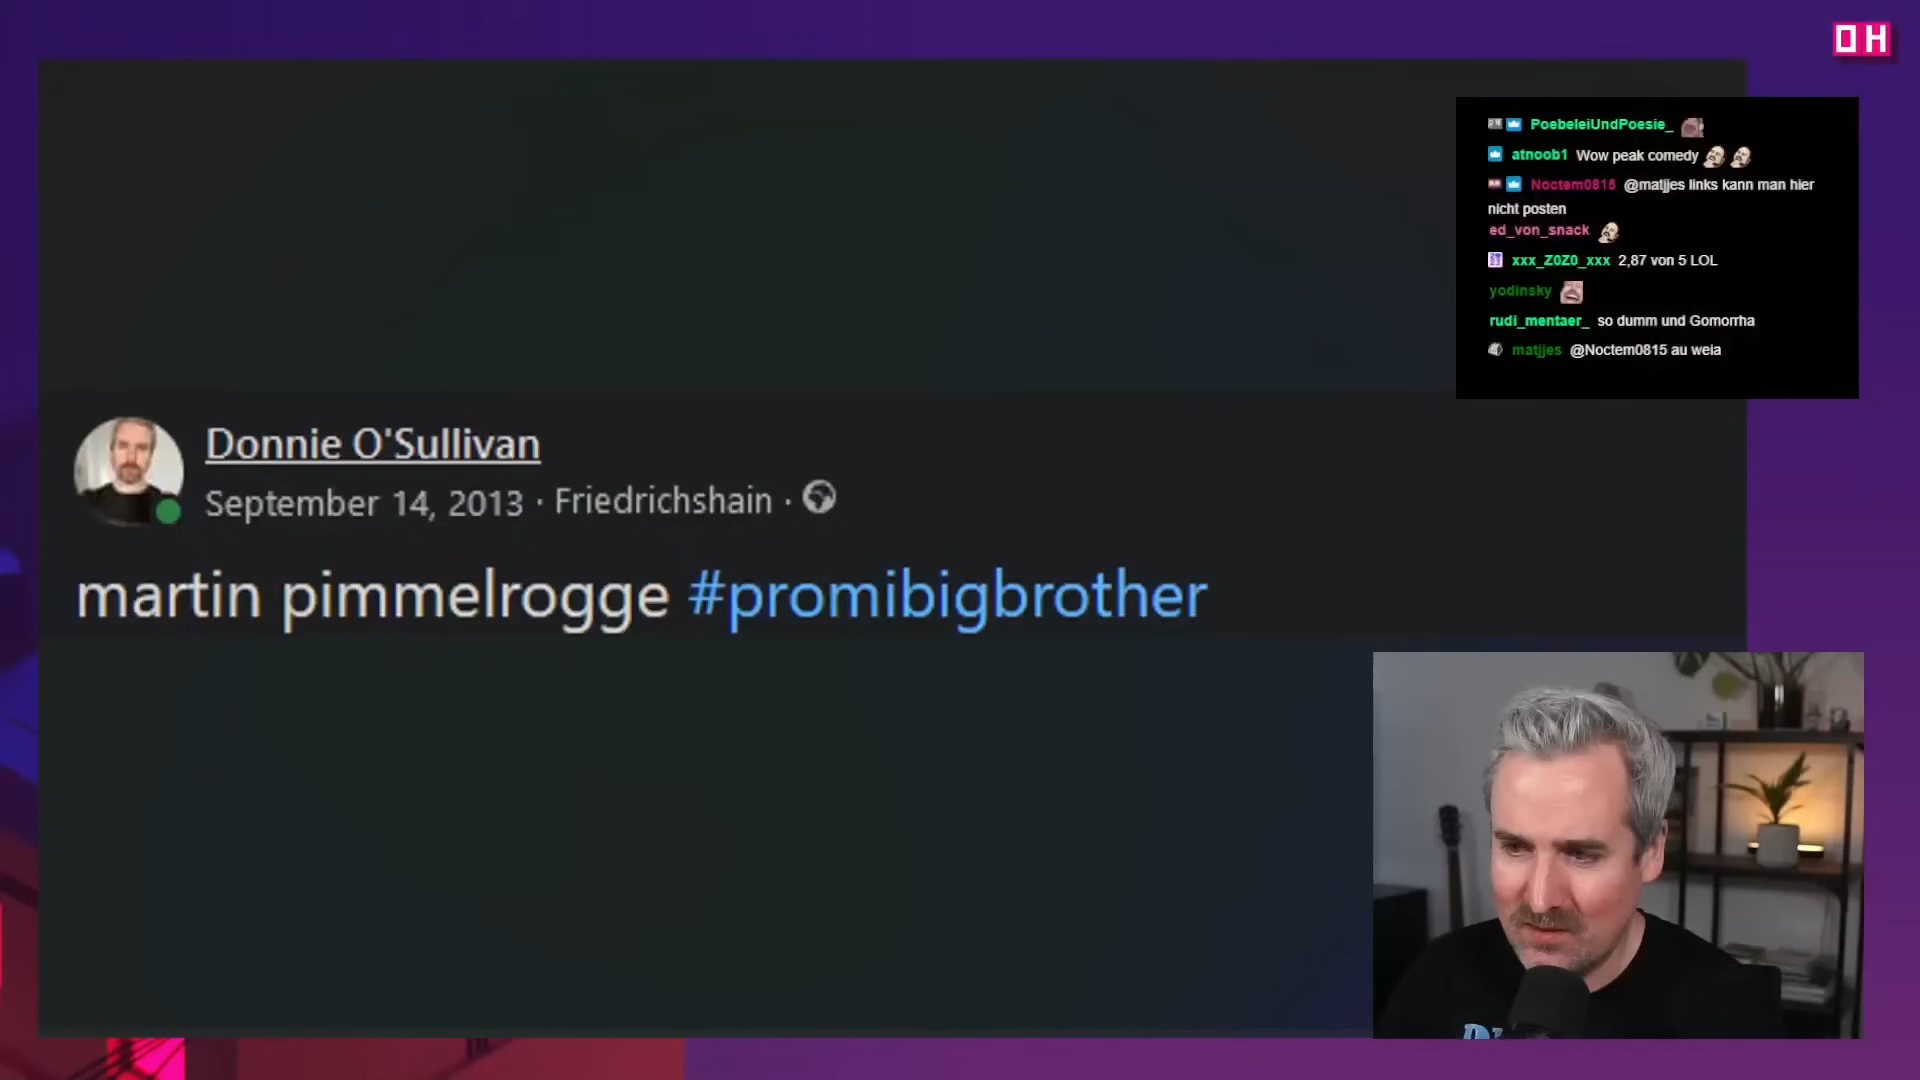 OH
PoebeleiUndPoesie_
atnoob1 Wow peak comedy
Noctem0815 @matjjes links kann man hier
nicht posten
ed_von_snack
xxx_Z0Z0_xxx 2,87 von 5 LOL
yodinsky
rudi_mentaer_ so dumm und Gomorrha
matjjes @Noctem0815 au weia
Donnie O'Sullivan
September 14, 2013 · Friedrichshain ·
martin pimmelrogge #promibigbrother